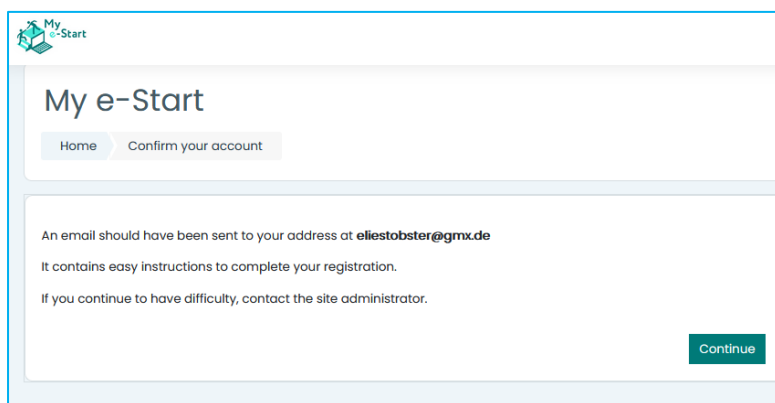 My
e-Start
My e-Start
Home Confirm your account
An email should have been sent to your address at eliestobster@gmx.de
It contains easy instructions to complete your registration.
If you continue to have difficulty, contact the site administrator.
Continue